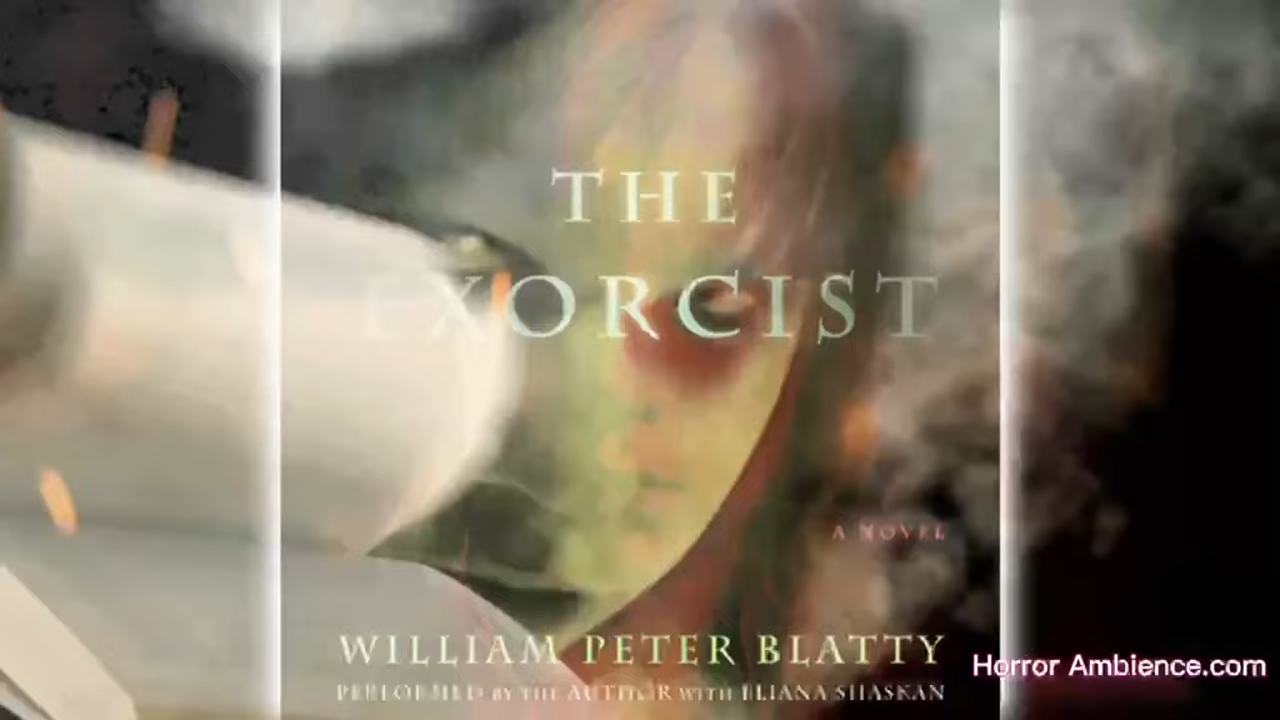 THE
EXORCIST
A NOVEL
WILLIAM PETER BLATTY
PERFORMED BY THE AUTHOR WITH ELIANA SHASKAN
Horror Ambience.com